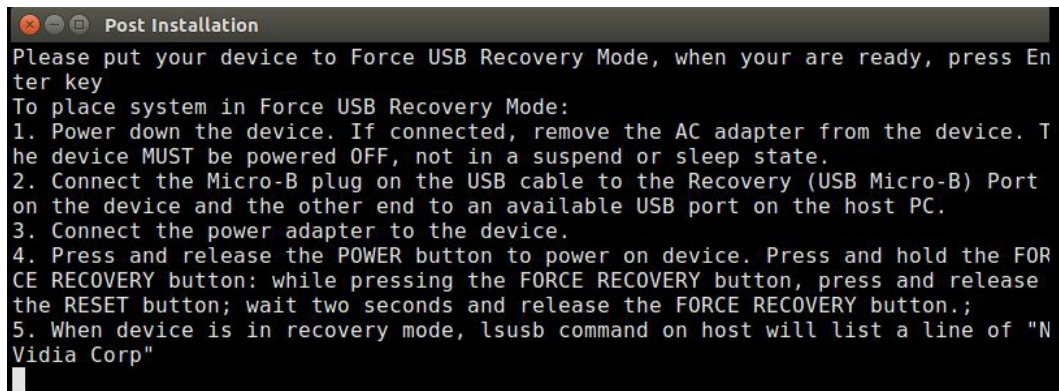 Post Installation
Please put your device to Force USB Recovery Mode, when your are ready, press En
ter key
To place system in Force USB Recovery Mode:
1. Power down the device. If connected, remove the AC adapter from the device. T
he device MUST be powered OFF, not in a suspend or sleep state.
2. Connect the Micro-B plug on the USB cable to the Recovery (USB Micro-B) Port
on the device and the other end to an available USB port on the host PC.
3. Connect the power adapter to the device.
4. Press and release the POWER button to power on device. Press and hold the FOR
CE RECOVERY button: while pressing the FORCE RECOVERY button, press and release
the RESET button; wait two seconds and release the FORCE RECOVERY button.;
5. When device is in recovery mode, lsusb command on host will list a line of "N
Vidia Corp"